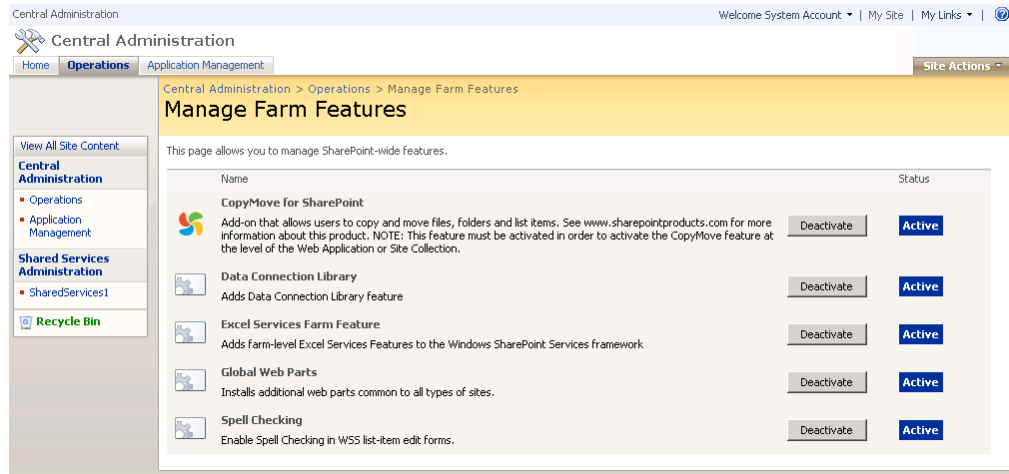 Central Administration
Welcome System Account | My Site | My Links |
Central Administration
Home Operations Application Management
Site Actions
Central Administration > Operations > Manage Farm Features
Manage Farm Features
View All Site Content
Central
Administration
Operations
Application
Management
Shared Services
Administration
SharedServices1
Recycle Bin
This page allows you to manage SharePoint-wide features.
Name Status
CopyMove for SharePoint
Add-on that allows users to copy and move files, folders and list items. See www.sharepointproducts.com for more
information about this product. NOTE: This feature must be activated in order to activate the CopyMove feature at
the level of the Web Application or Site Collection.
Deactivate Active
Data Connection Library
Adds Data Connection Library feature
Deactivate Active
Excel Services Farm Feature
Adds farm-level Excel Services Features to the Windows SharePoint Services framework
Deactivate Active
Global Web Parts
Installs additional web parts common to all types of sites.
Deactivate Active
Spell Checking
Enable Spell Checking in WSS list-item edit forms.
Deactivate Active